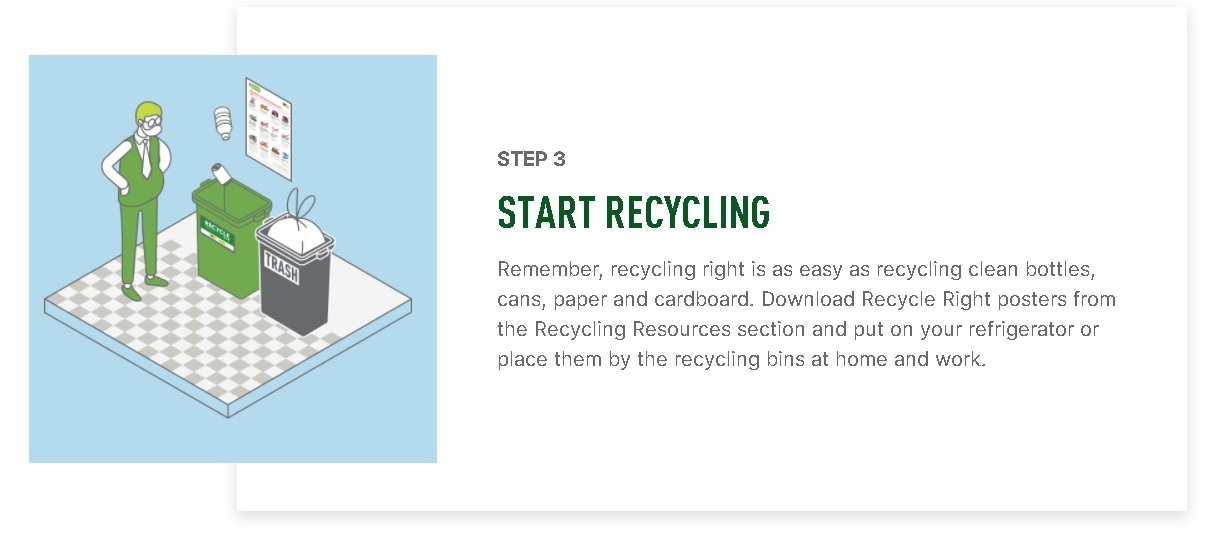 STEP 3
START RECYCLING
Remember, recycling right is as easy as recycling clean bottles,
cans, paper and cardboard. Download Recycle Right posters from
the Recycling Resources section and put on your refrigerator or
place them by the recycling bins at home and work.
RECYCLE
TRASH